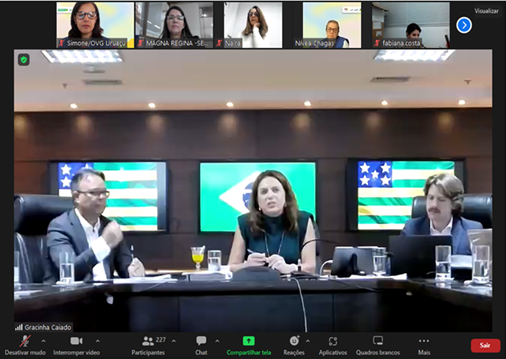 Visualizar
Simone/OVG Uruaçu
MAGNA REGINA -SE...
Naira
Nivea Chagas
fabiana.costa
Gracinha Caiado
227
Desativar mudo
Interromper vídeo
Participantes
Chat
Compartilhar tela
Reações
Aplicativos
Quadros brancos
Mais
Sair